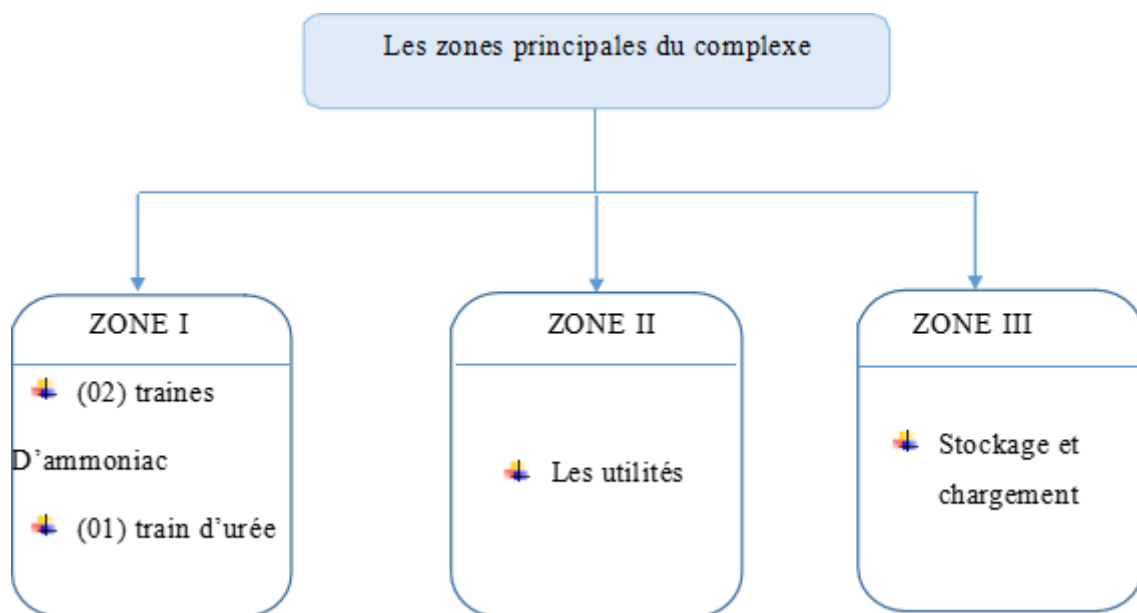 Les zones principales du complexe
ZONE I
(02) traines
D’ammoniac
(01) train d’urée
ZONE II
Les utilités
ZONE III
Stockage et
chargement